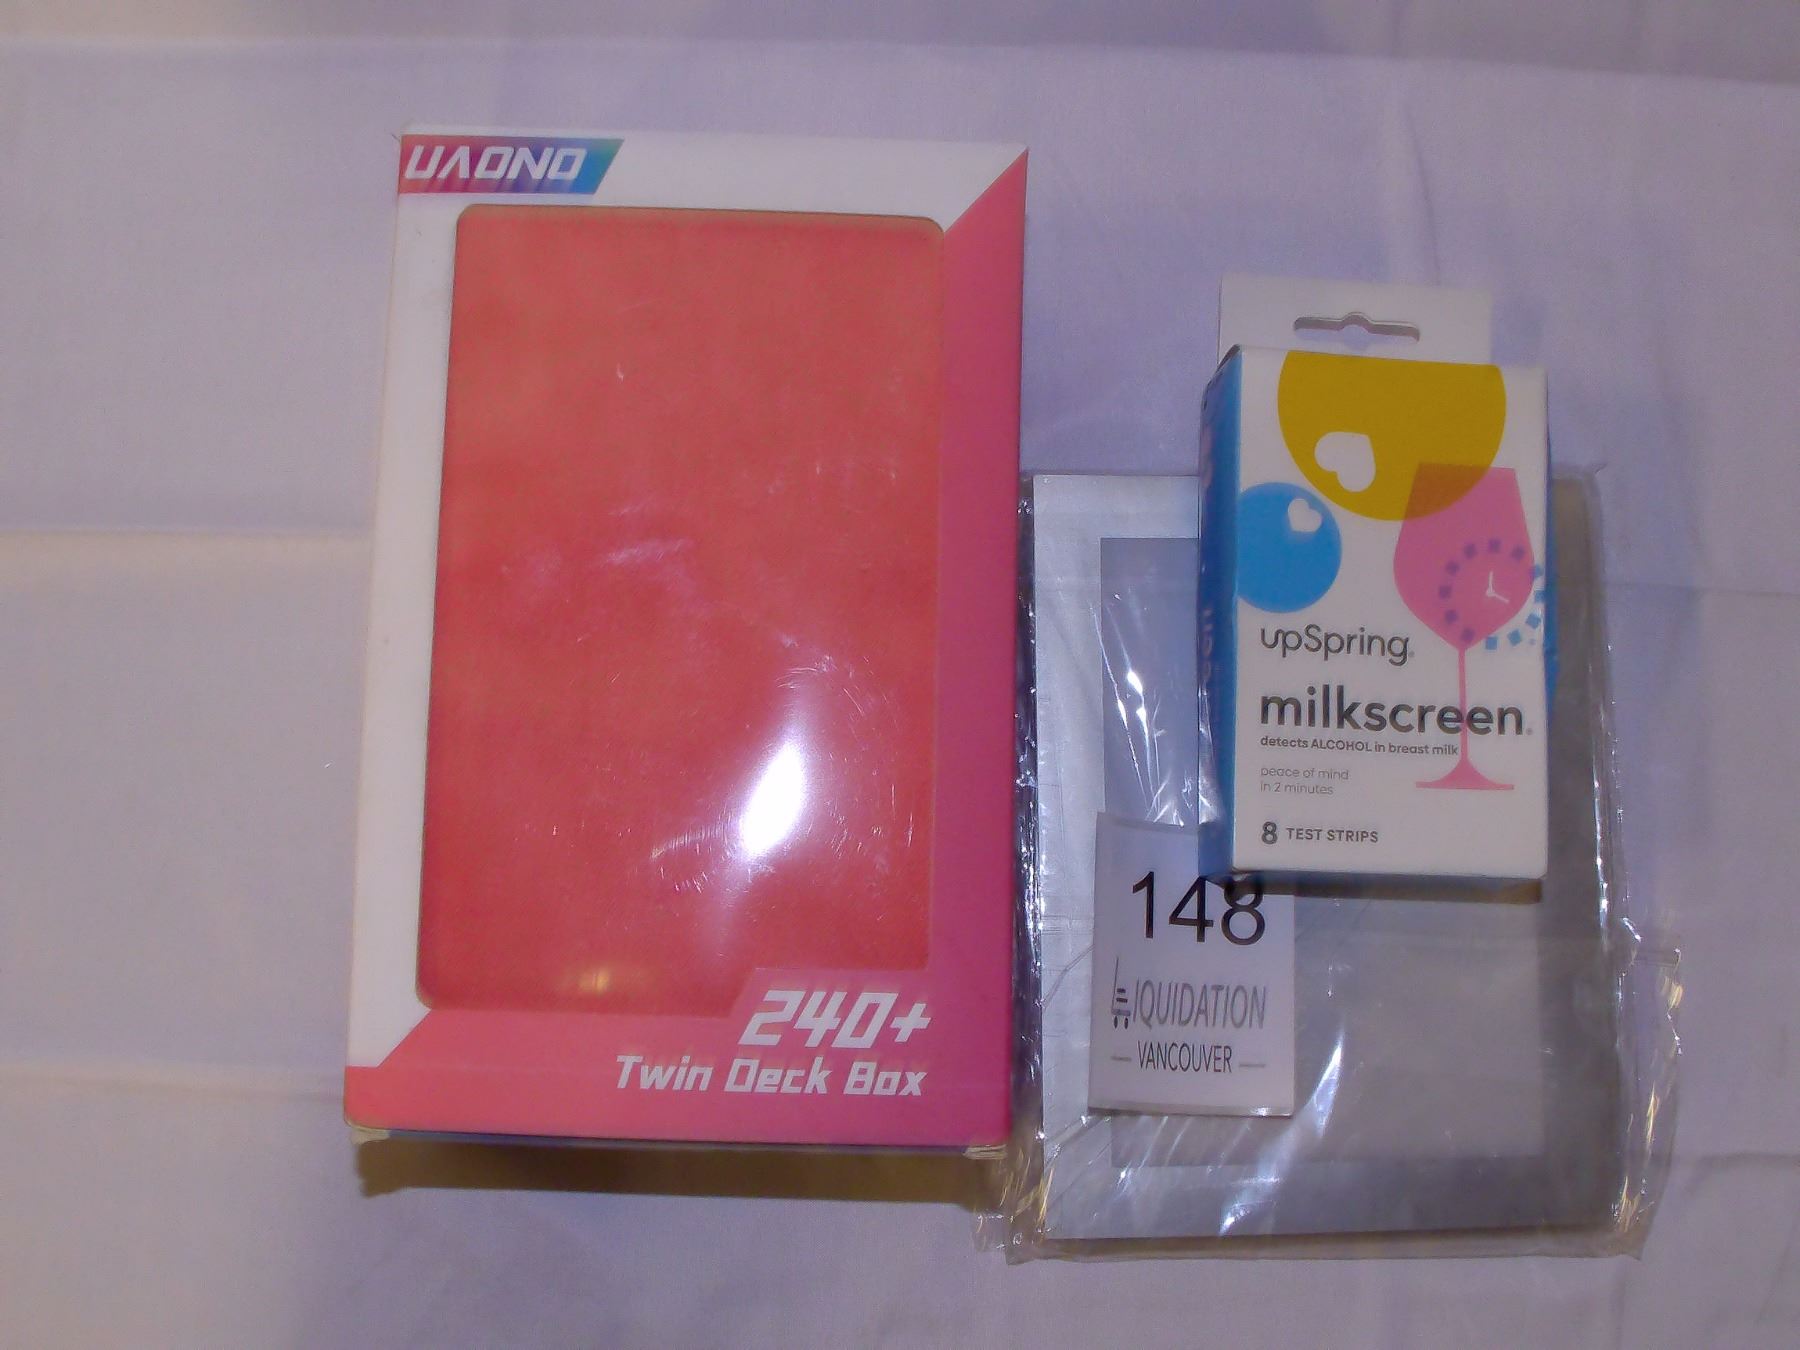 UAONO
240+
Twin Deck Box
upSpring®
milkscreen®
detects ALCOHOL in breast milk
peace of mind
in 2 minutes
8 TEST STRIPS
148
LIQUIDATION
VANCOUVER